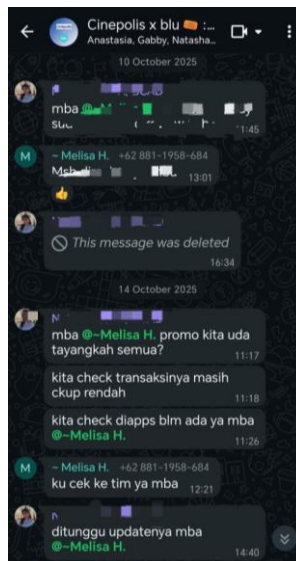 Cinepolis x blu 🎟️ :...
Anastasia, Gabby, Natasha...
10 October 2025
mba
11:45
M
~ Melisa H. +62 881-1958-684
13:01
👍
This message was deleted
16:34
14 October 2025
mba @~Melisa H. promo kita uda
tayangkah semua?
11:17
kita check transaksinya masih
ckup rendah
11:18
kita check diapps blm ada ya mba
@~Melisa H.
11:26
M
~ Melisa H. +62 881-1958-684
ku cek ke tim ya mba
12:21
ditunggu updatenya mba
@~Melisa H.
14:40